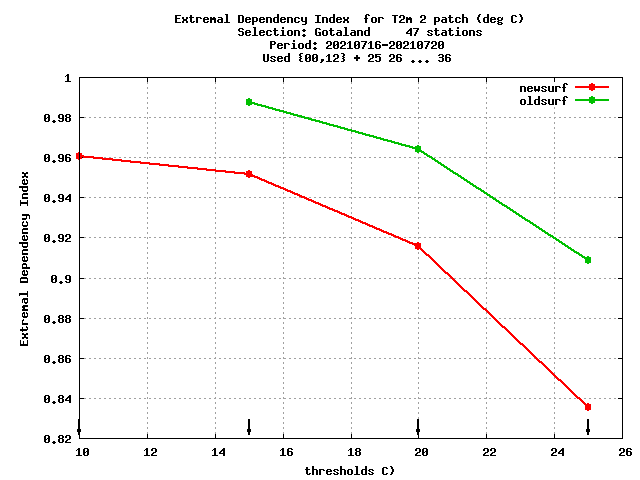 Extremal Dependency Index  for T2m 2 patch (deg C)
Selection: Gotaland     47 stations
Period: 20210716-20210720
Used {00,12} + 25 26 ... 36
newsurf
oldsurf
Extremal Dependency Index
1
0.98
0.96
0.94
0.92
0.9
0.88
0.86
0.84
0.82
10 12 14 16 18 20 22 24 26
thresholds C)